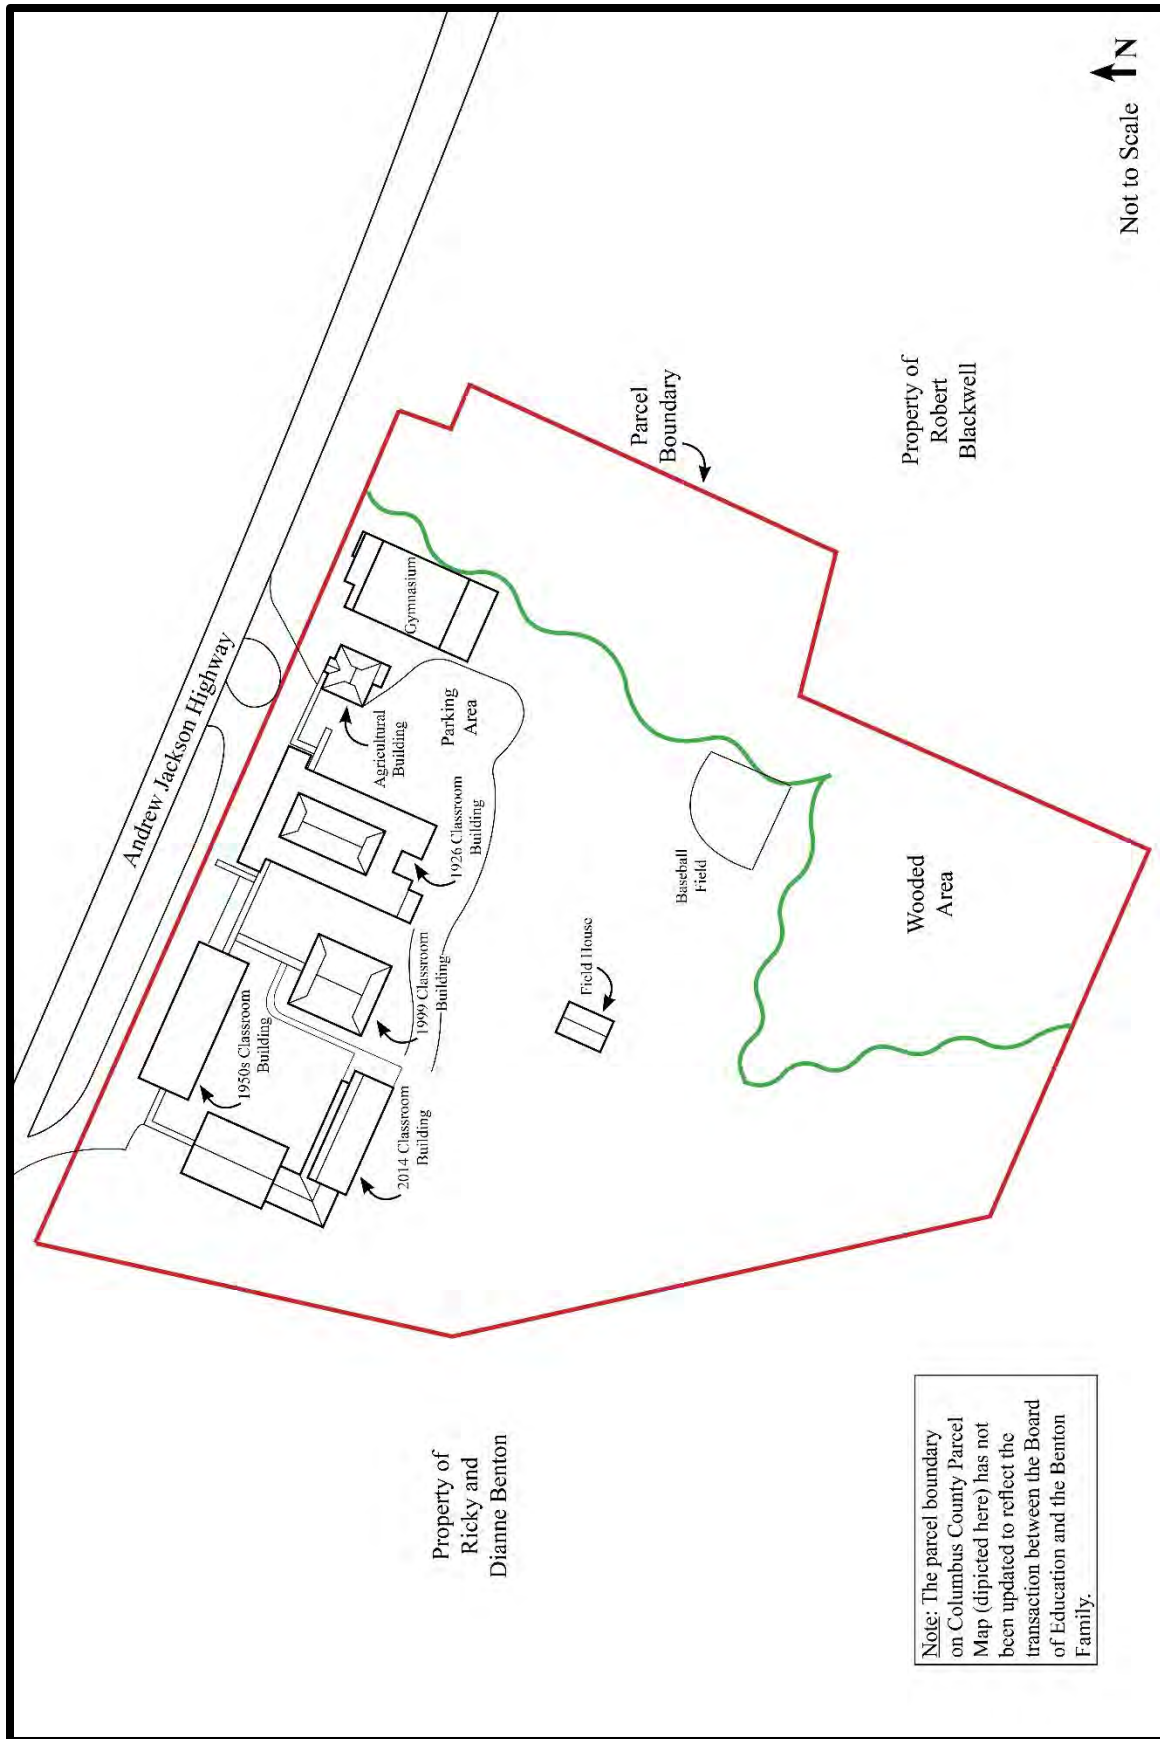 Andrew Jackson Highway
N
Not to Scale
Parcel
Boundary
Property of
Robert
Blackwell
Gymnasium
Agricultural
Building
Parking
Area
1926 Classroom
Building
1999 Classroom
Building
1950s Classroom
Building
2014 Classroom
Building
Baseball
Field
Field House
Wooded
Area
Property of
Ricky and
Dianne Benton
Note: The parcel boundary
on Columbus County Parcel
Map (dipicted here) has not
been updated to reflect the
transaction between the Board
of Education and the Benton
Family.